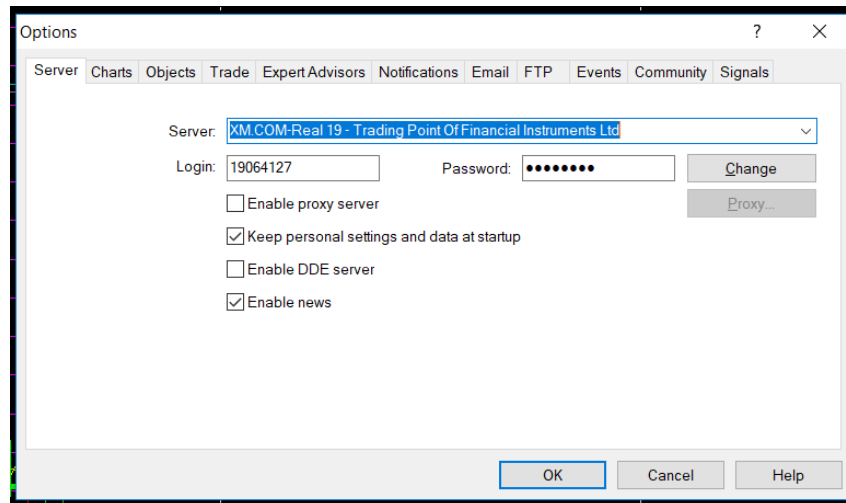 Options ?
Server Charts Objects Trade Expert Advisors Notifications Email FTP Events Community Signals
Server: XM.COM-Real 19 - Trading Point Of Financial Instruments Ltd
Login: 19064127 Password: •••••••• Change
Enable proxy server Proxy...
Keep personal settings and data at startup
Enable DDE server
Enable news
OK Cancel Help